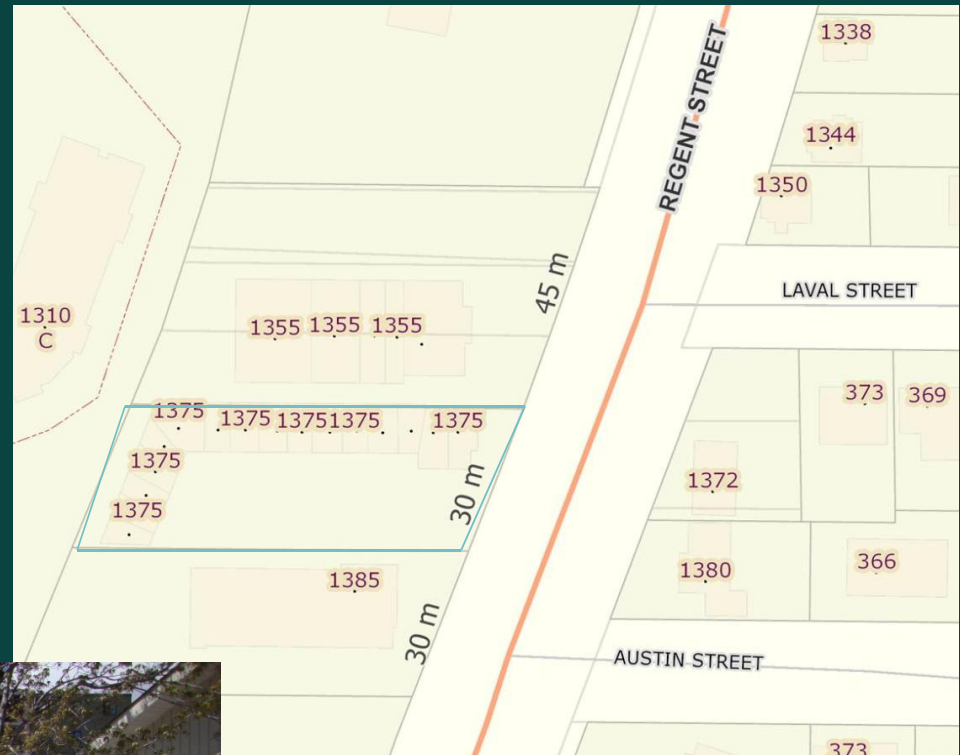 1338
REGENT STREET
1344
1350
45 m
LAVAL STREET
1310
C
1355 1355 1355
373
369
1375 1375 1375 1375 1375
1375
1375
30 m
1372
1385
1380
366
30 m
AUSTIN STREET
373